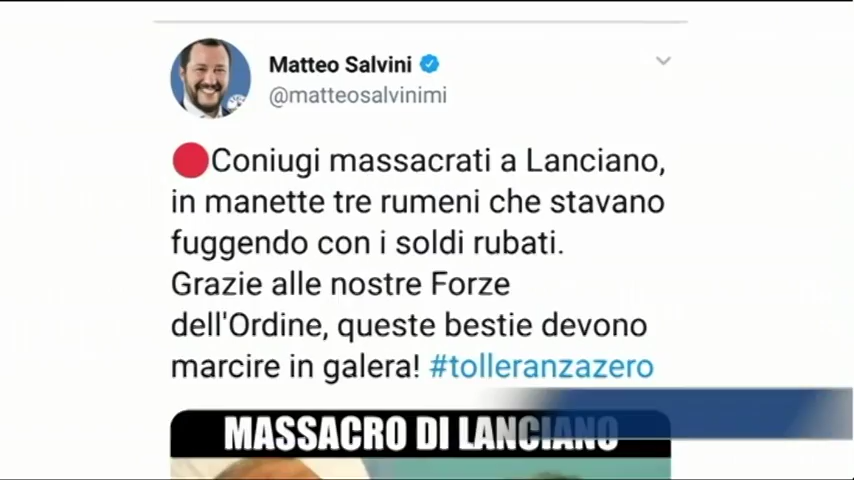 Matteo Salvini
@matteosalvinimi
🔴Coniugi massacrati a Lanciano,
in manette tre rumeni che stavano
fuggendo con i soldi rubati.
Grazie alle nostre Forze
dell'Ordine, queste bestie devono
marcire in galera! #tolleranzazero
MASSACRO DI LANCIANO